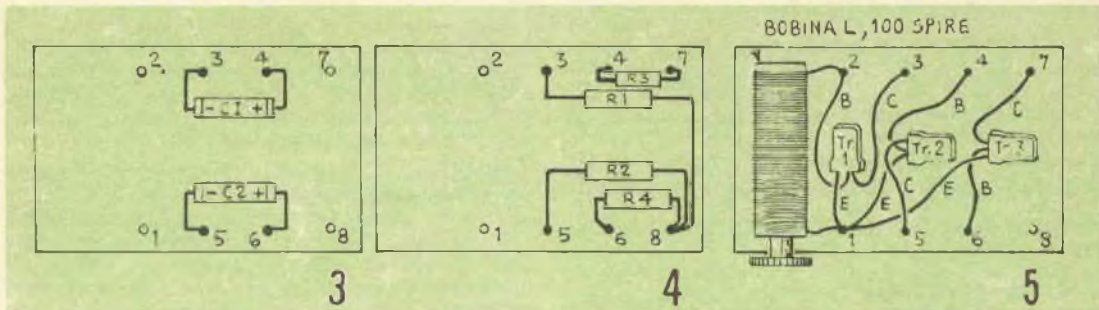 BOBINA L, 100 SPIRE
2 3 4 7
- C1 +
- C2 +
1 5 6 8
3
2 3 4 7
R3
R1
R2
R4
1 5 6 8
4
2 3 4 7
B C B C
Tr. 1 Tr. 2 Tr. 3
E E C E B
1 5 6 8
5